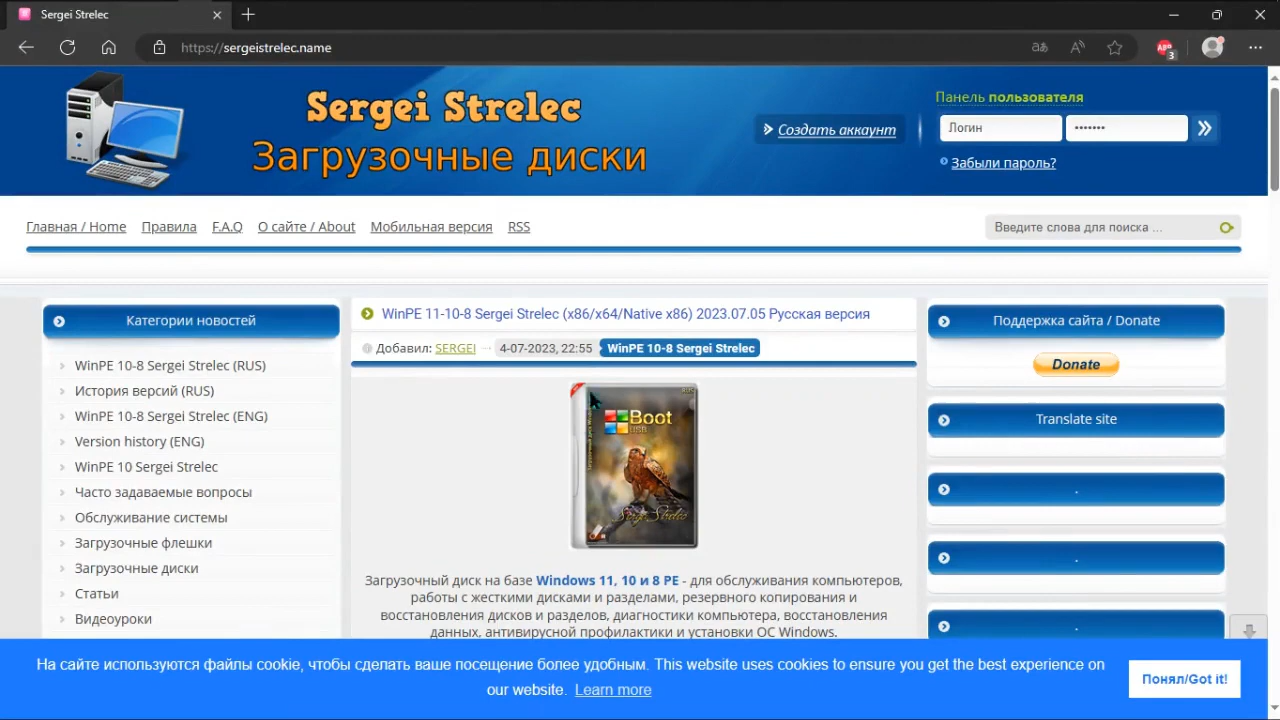 Sergei Strelec
https://sergeistrelec.name
ABP
3
Sergei Strelec
Загрузочные диски
Создать аккаунт
Панель пользователя
Логин
•••••••
Забыли пароль?
Главная / Home
Правила
F.A.Q
О сайте / About
Мобильная версия
RSS
Введите слова для поиска ...
Категории новостей
WinPE 10-8 Sergei Strelec (RUS)
История версий (RUS)
WinPE 10-8 Sergei Strelec (ENG)
Version history (ENG)
WinPE 10 Sergei Strelec
Часто задаваемые вопросы
Обслуживание системы
Загрузочные флешки
Загрузочные диски
Статьи
Видеоуроки
WinPE 11-10-8 Sergei Strelec (x86/x64/Native x86) 2023.07.05 Русская версия
Добавил: SERGEI
4-07-2023, 22:55
WinPE 10-8 Sergei Strelec
Boot
Sergei Strelec
Загрузочный диск на базе Windows 11, 10 и 8 PE - для обслуживания компьютеров,
работы с жесткими дисками и разделами, резервного копирования и
восстановления дисков и разделов, диагностики компьютера, восстановления
данных, антивирусной профилактики и установки ОС Windows.
Поддержка сайта / Donate
Donate
Translate site
.
.
.
На сайте используются файлы cookie, чтобы сделать ваше посещение более удобным. This website uses cookies to ensure you get the best experience on
our website. Learn more
Понял/Got it!